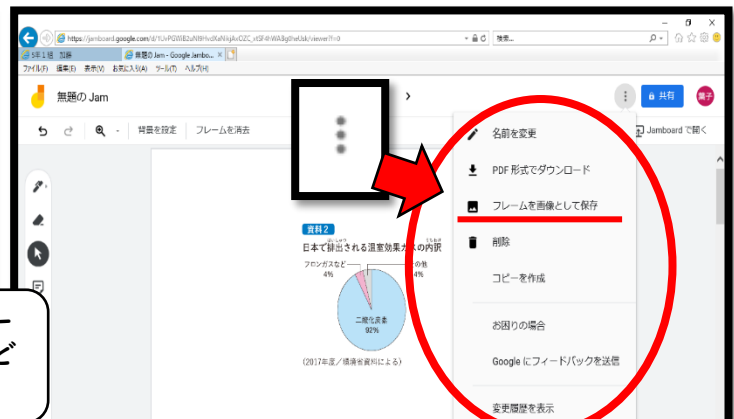 https://jamboard.google.com/d/
検索...
無題の Jam - Google Jambo...
ファイル(F) 編集(E) 表示(V) お気に入り(A) ツール(T) ヘルプ(H)
無題の Jam
共有
葉子
背景を設定 フレームを消去
Jamboard で開く
名前を変更
PDF 形式でダウンロード
フレームを画像として保存
削除
コピーを作成
お困りの場合
Google にフィードバックを送信
変更履歴を表示
資料2
日本で排出される温室効果ガスの内訳
フロンガスなど
4%
の他
4%
二酸化炭素
92%
(2017年度/環境省資料による)
ど